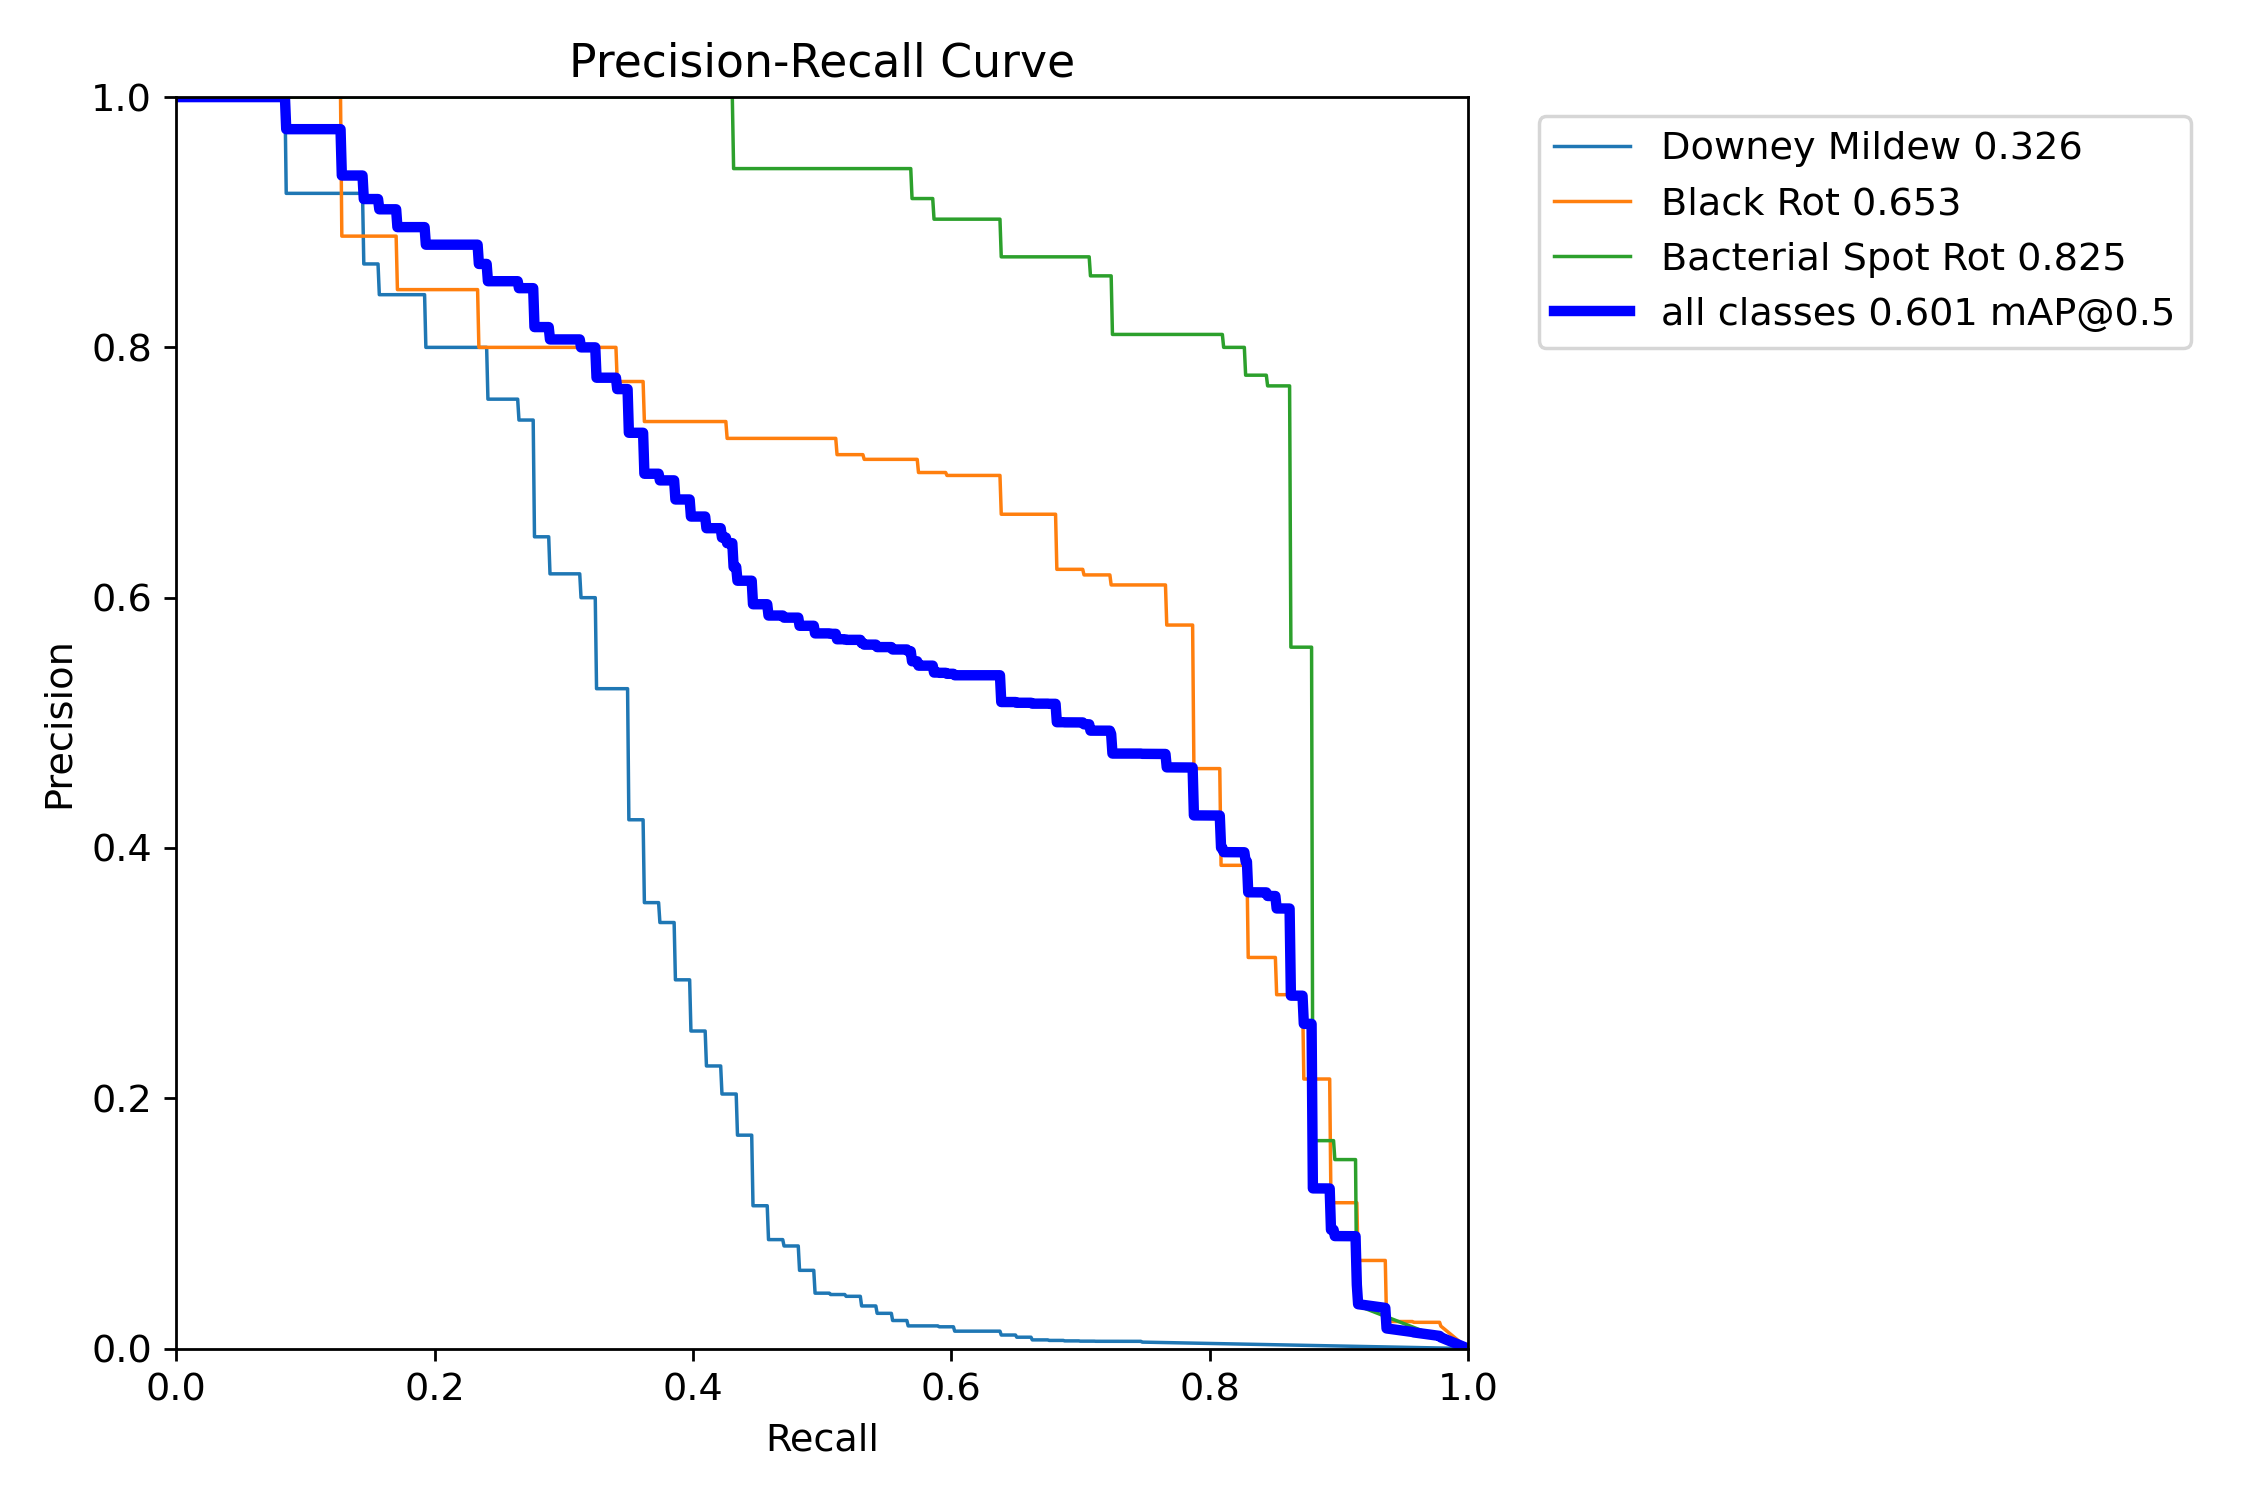 Precision-Recall Curve
1.0
0.8
0.6
0.4
0.2
0.0
Precision
0.0 0.2 0.4 0.6 0.8 1.0
Recall
Downey Mildew 0.326
Black Rot 0.653
Bacterial Spot Rot 0.825
all classes 0.601 mAP@0.5